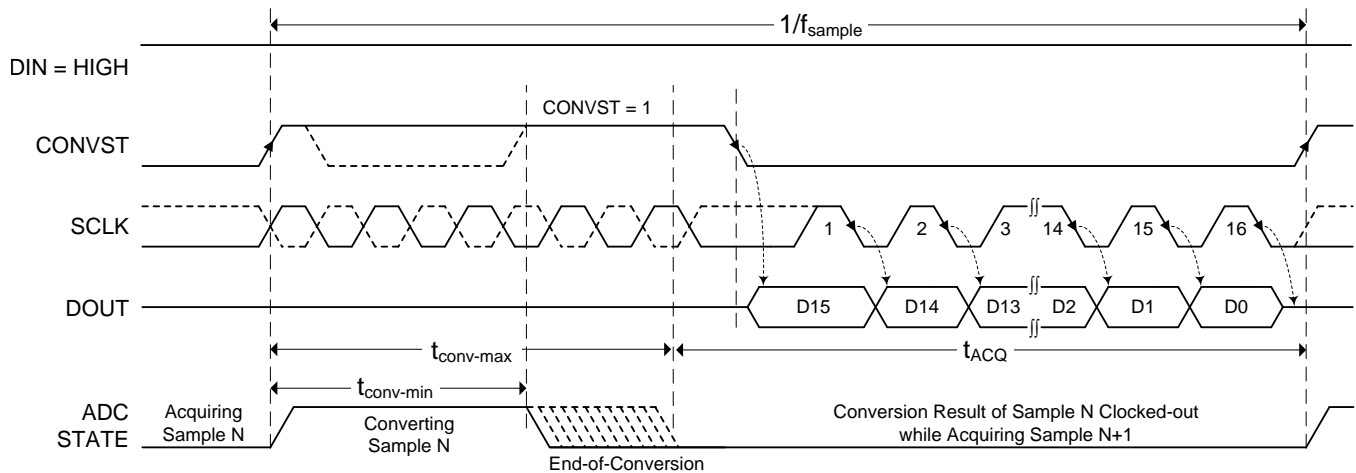 1/fsample
DIN = HIGH
CONVST = 1
CONVST
SCLK
1 2 3 ∫∫ 14 15 16
DOUT
D15 D14 D13 ∫∫ D2 D1 D0
∫∫
tconv-max
tACQ
tconv-min
ADC
STATE
Acquiring
Sample N
Converting
Sample N
End-of-Conversion
Conversion Result of Sample N Clocked-out
while Acquiring Sample N+1